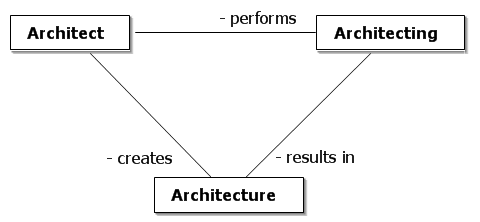 - performs
Architect
Architecting
- creates
- results in
Architecture